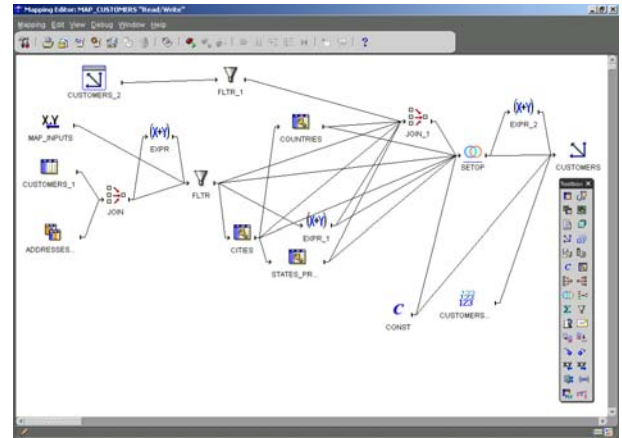 Mapping Editor: MAP_CUSTOMERS "Read/Write"
Mapping Edit View Debug Window Help
CUSTOMERS_2
FLTR_1
MAP_INPUTS
EXPR
COUNTRIES
JOIN_1
EXPR_2
CUSTOMERS_1
JOIN
FLTR
SETOP
CUSTOMERS
Toolbox
ADDRESSES...
CITIES
EXPR_1
STATES_PR...
C
CONST
123
CUSTOMERS...